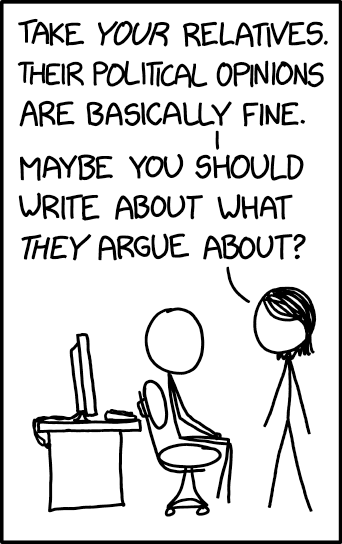 TAKE YOUR RELATIVES.
THEIR POLITICAL OPINIONS
ARE BASICALLY FINE.
MAYBE YOU SHOULD
WRITE ABOUT WHAT
THEY ARGUE ABOUT?